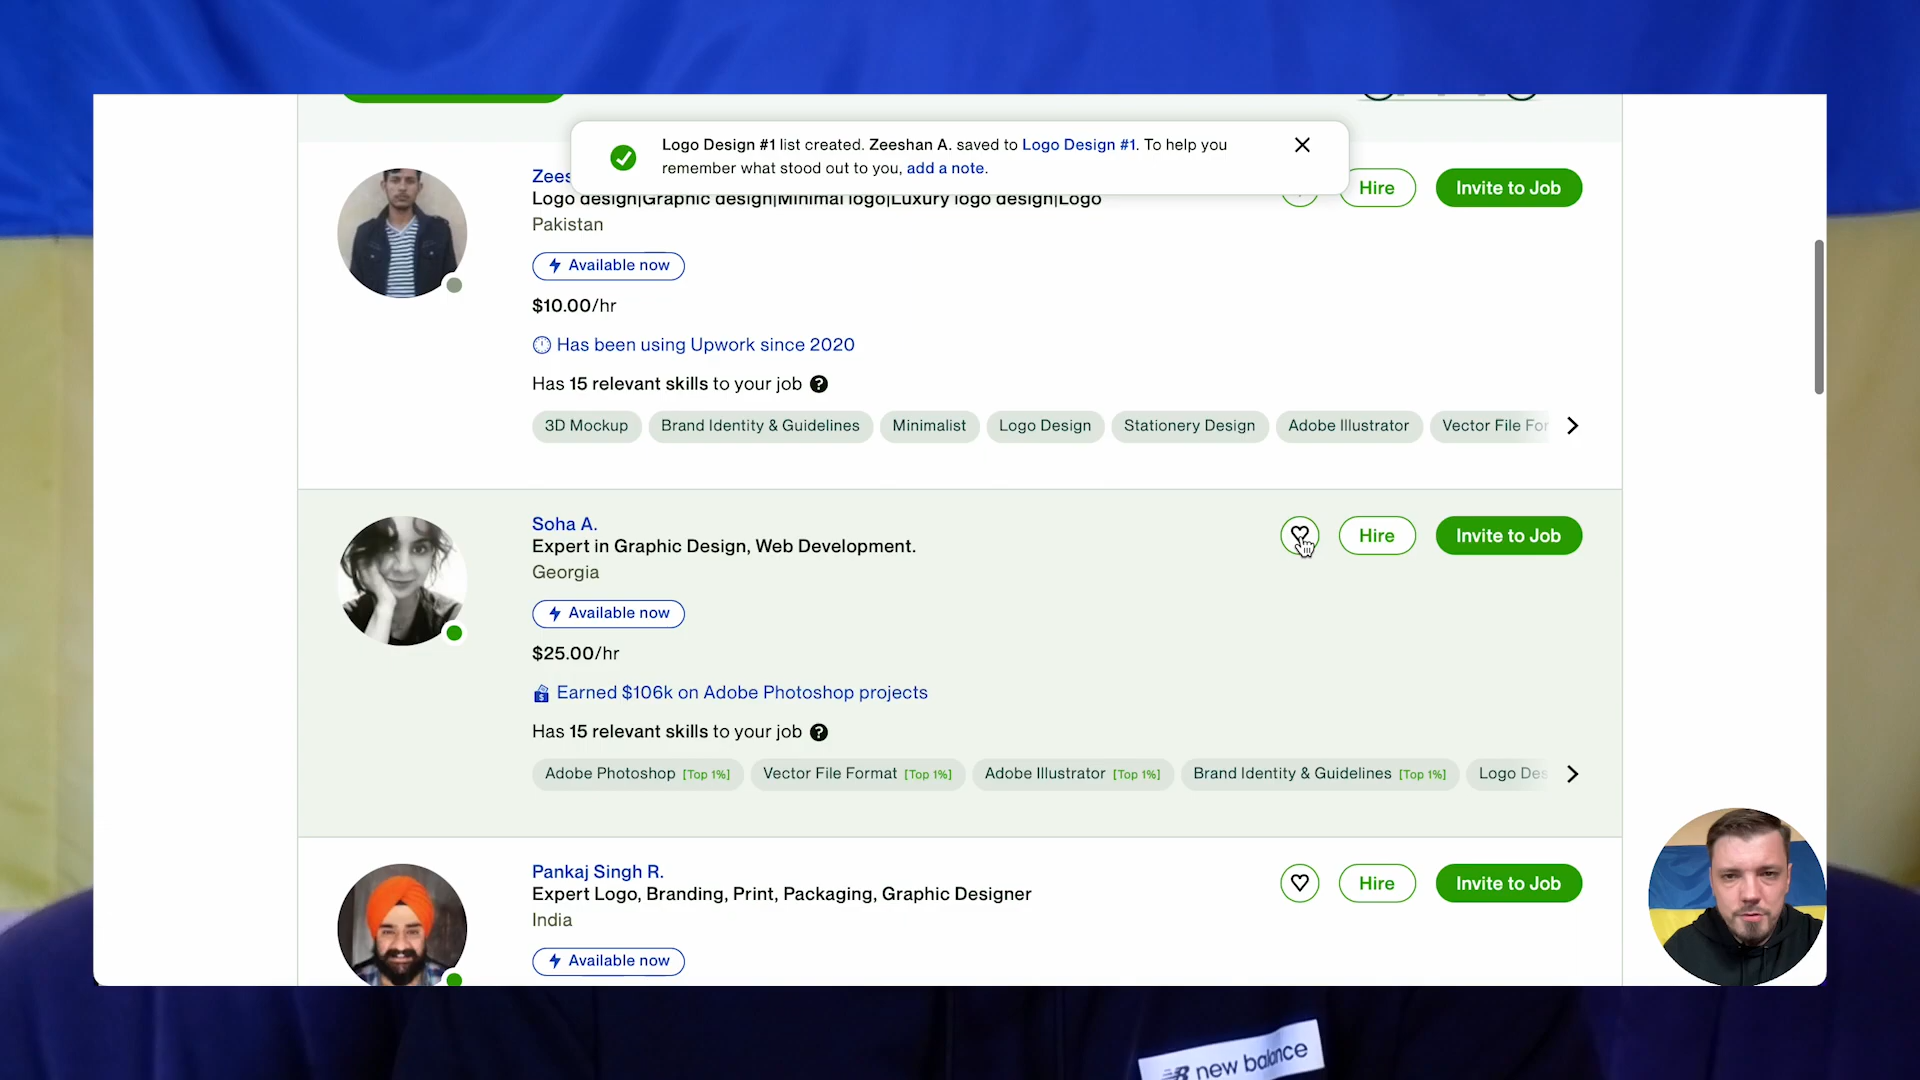 Logo Design #1 list created. Zeeshan A. saved to Logo Design #1. To help you
remember what stood out to you, add a note.
Zees
Logo design|Graphic design|Minimal logo|Luxury logo design|Logo
Pakistan
Hire
Invite to Job
Available now
$10.00/hr
Has been using Upwork since 2020
Has 15 relevant skills to your job ?
3D Mockup Brand Identity & Guidelines Minimalist Logo Design Stationery Design Adobe Illustrator Vector File For
Soha A.
Expert in Graphic Design, Web Development.
Georgia
Hire
Invite to Job
Available now
$25.00/hr
Earned $106k on Adobe Photoshop projects
Has 15 relevant skills to your job ?
Adobe Photoshop [Top 1%] Vector File Format [Top 1%] Adobe Illustrator [Top 1%] Brand Identity & Guidelines [Top 1%] Logo Des
Pankaj Singh R.
Expert Logo, Branding, Print, Packaging, Graphic Designer
India
Hire
Invite to Job
Available now
new balance